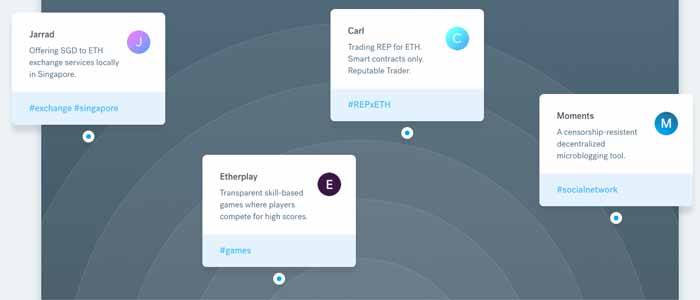 Jarrad
J
Offering SGD to ETH
exchange services locally
in Singapore.
#exchange #singapore
Carl
C
Trading REP for ETH.
Smart contracts only.
Reputable Trader.
#REPxETH
Moments
M
A censorship-resistent
decentralized
microblogging tool.
#socialnetwork
Etherplay
E
Transparent skill-based
games where players
compete for high scores.
#games